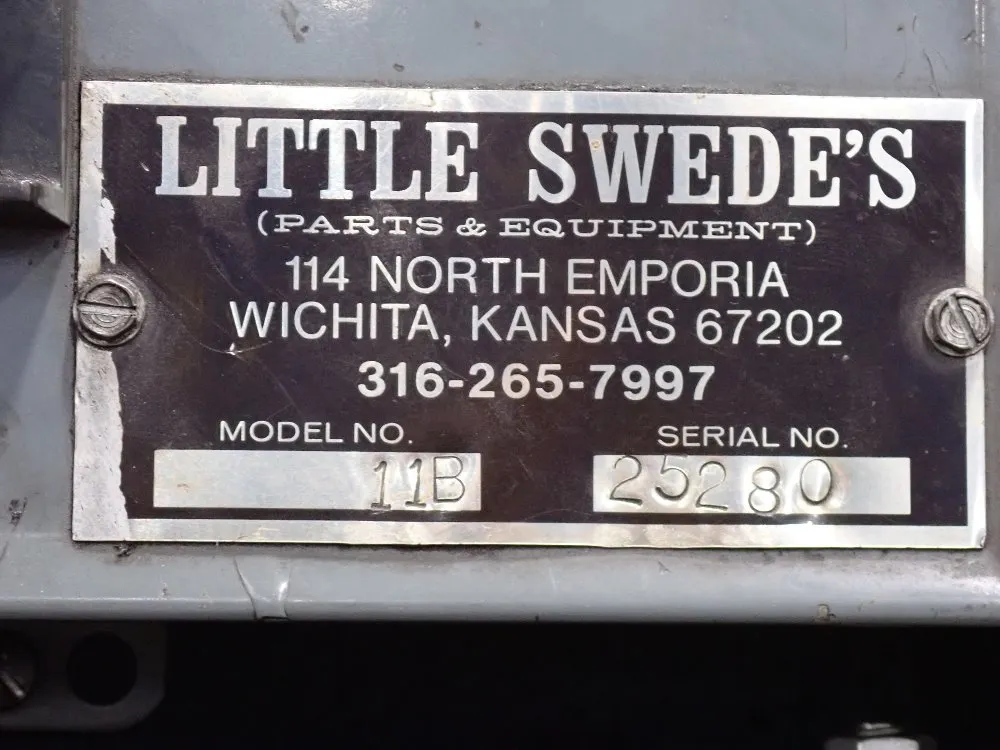 LITTLE SWEDE'S
(PARTS & EQUIPMENT)
114 NORTH EMPORIA
WICHITA, KANSAS 67202
316-265-7997
MODEL NO. SERIAL NO.
11B 25280